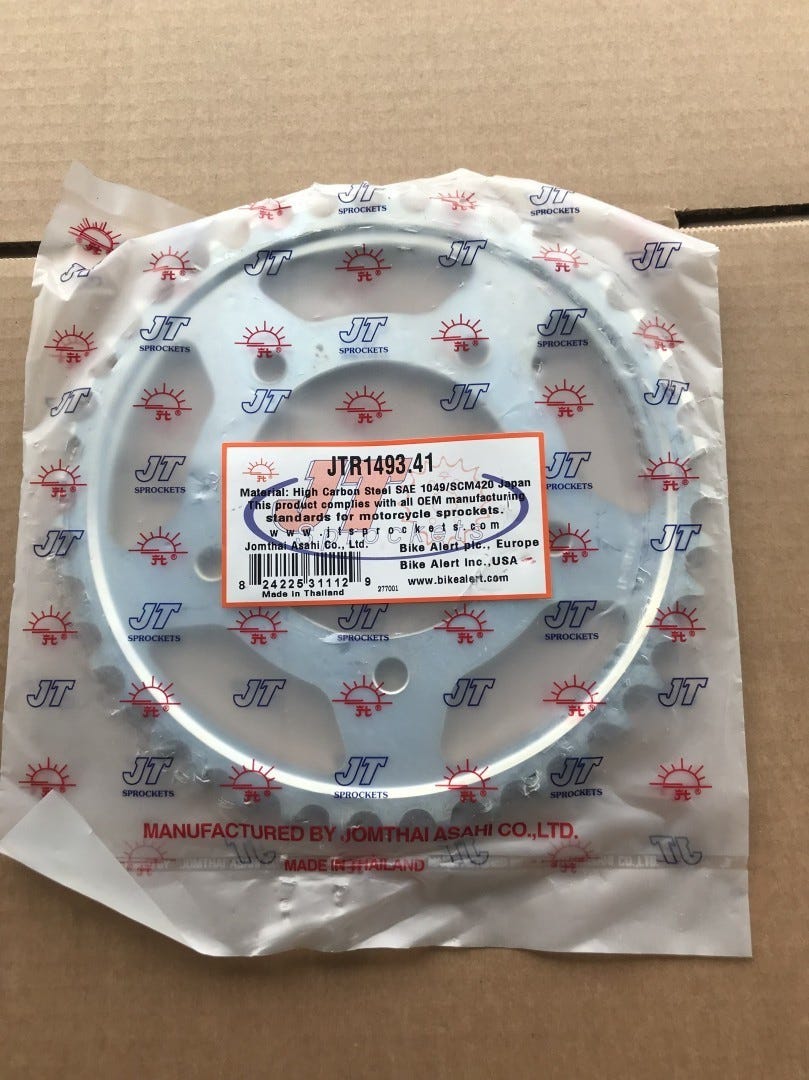 JT
SPROCKETS
JTR1493.41
Material: High Carbon Steel SAE 1049/SCM420 Japan
This product complies with all OEM manufacturing
standards for motorcycle sprockets.
www.jtsprockets.com
Jomthai Asahi Co., Ltd.
Bike Alert plc., Europe
Bike Alert Inc.,USA
8 24225 31112 9
www.bikealert.com
Made in Thailand
277001
MANUFACTURED BY JOMTHAI ASAHI CO.,LTD.
MADE IN THAILAND